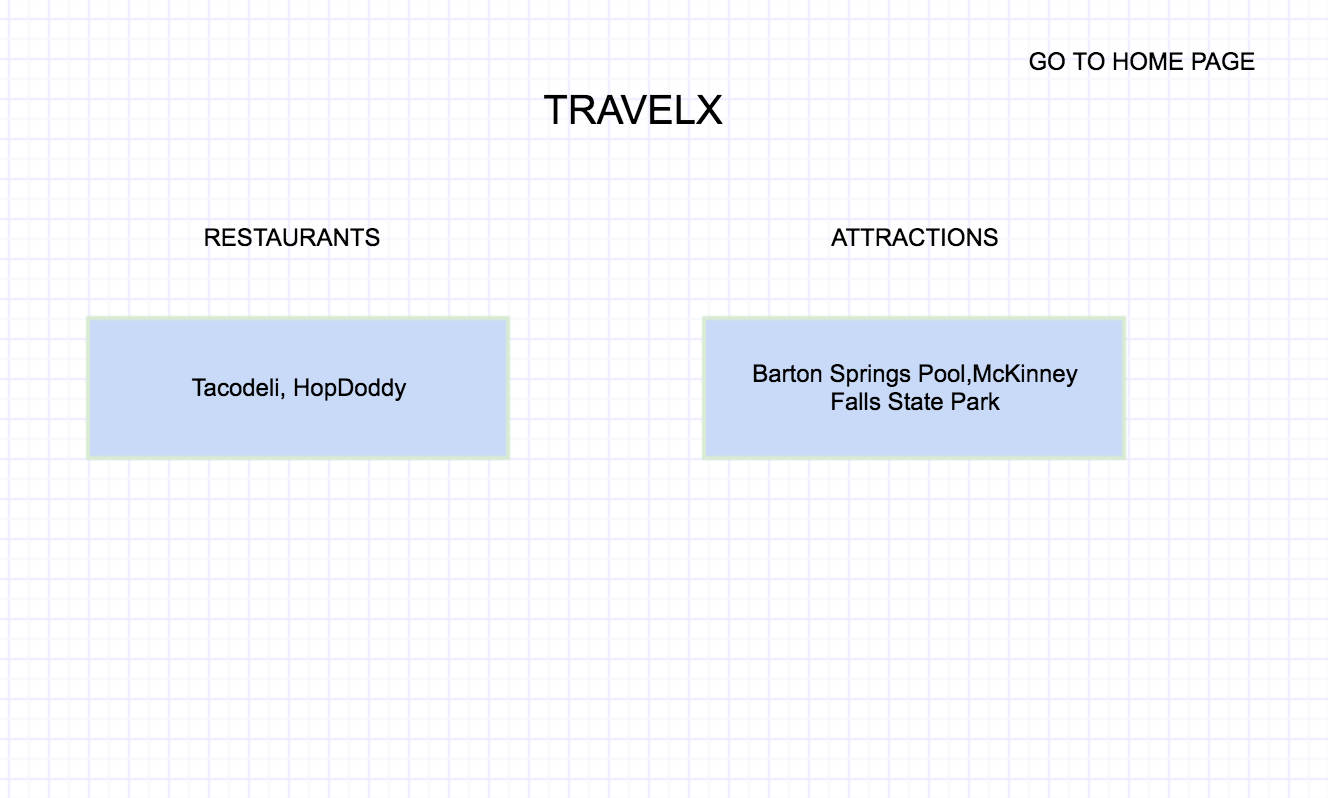 GO TO HOME PAGE
TRAVELX
RESTAURANTS
ATTRACTIONS
Tacodeli, HopDoddy
Barton Springs Pool,McKinney
Falls State Park